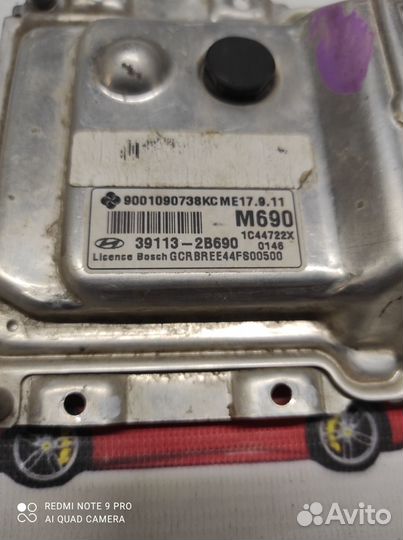 9001090738KC ME17.9.11
M690
1C44722X
39113-2B690 0146
Licence Bosch GCRBREE44FS00500
REDMI NOTE 9 PRO
AI QUAD CAMERA
Avito